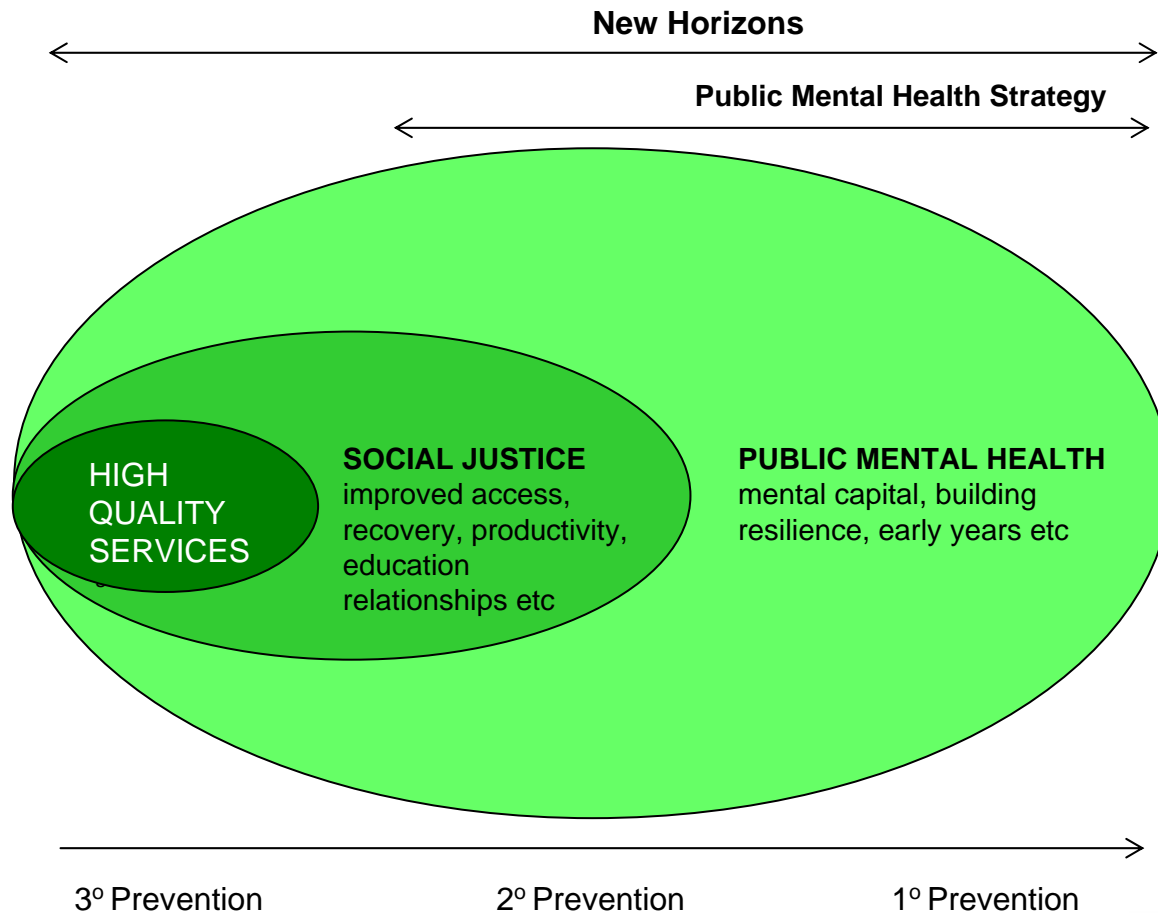 New Horizons
Public Mental Health Strategy
HIGH
QUALITY
SERVICES
SOCIAL JUSTICE
improved access,
recovery, productivity,
education
relationships etc
PUBLIC MENTAL HEALTH
mental capital, building
resilience, early years etc
3º Prevention
2º Prevention
1º Prevention